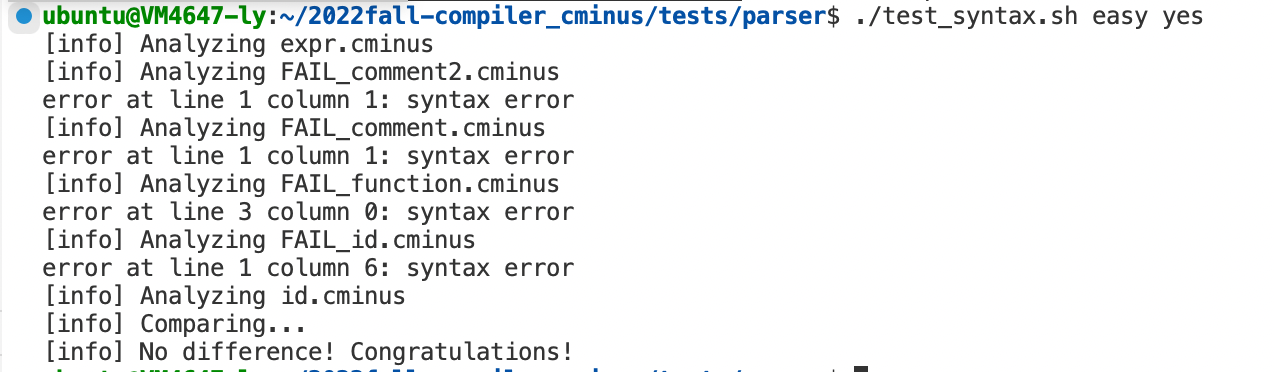 ubuntu@VM4647-ly:~/2022fall-compiler_cminus/tests/parser$ ./test_syntax.sh easy yes
[info] Analyzing expr.cminus
[info] Analyzing FAIL_comment2.cminus
error at line 1 column 1: syntax error
[info] Analyzing FAIL_comment.cminus
error at line 1 column 1: syntax error
[info] Analyzing FAIL_function.cminus
error at line 3 column 0: syntax error
[info] Analyzing FAIL_id.cminus
error at line 1 column 6: syntax error
[info] Analyzing id.cminus
[info] Comparing...
[info] No difference! Congratulations!